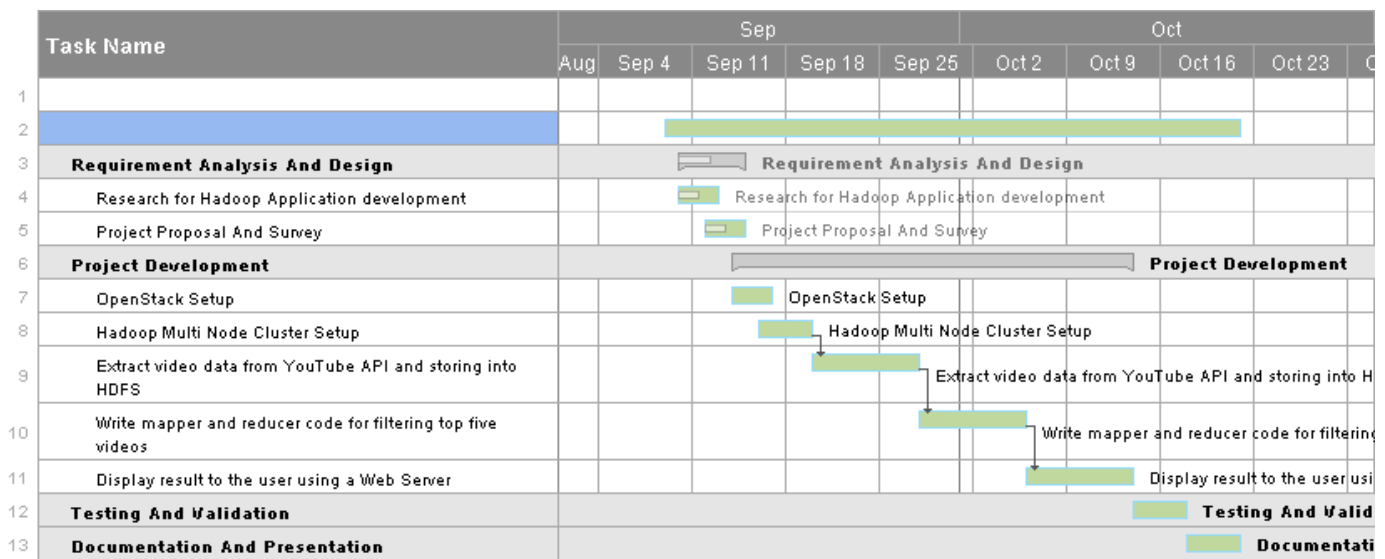 Task Name
Sep
Oct
Aug
Sep 4
Sep 11
Sep 18
Sep 25
Oct 2
Oct 9
Oct 16
Oct 23
1
2
3
Requirement Analysis And Design
Requirement Analysis And Design
4
Research for Hadoop Application development
Research for Hadoop Application development
5
Project Proposal And Survey
Project Proposal And Survey
6
Project Development
Project Development
7
OpenStack Setup
OpenStack Setup
8
Hadoop Multi Node Cluster Setup
Hadoop Multi Node Cluster Setup
9
Extract video data from YouTube API and storing into
HDFS
Extract video data from YouTube API and storing into H
10
Write mapper and reducer code for filtering top five
videos
Write mapper and reducer code for filtering
11
Display result to the user using a Web Server
Display result to the user usi
12
Testing And Validation
Testing And Valid
13
Documentation And Presentation
Documentati